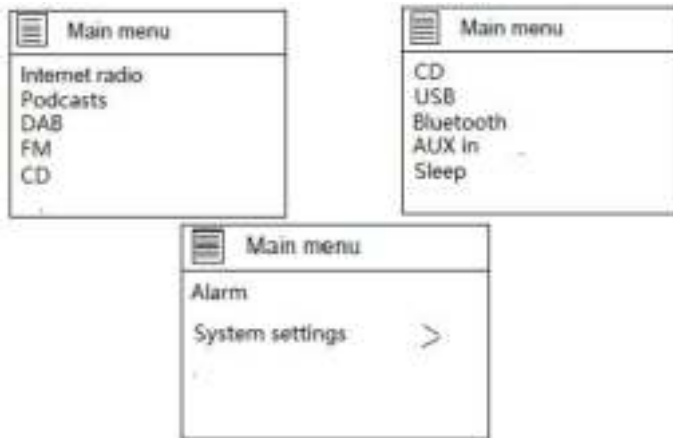 Main menu
Internet radio
Podcasts
DAB
FM
CD
Main menu
CD
USB
Bluetooth
AUX in
Sleep
Main menu
Alarm
System settings >